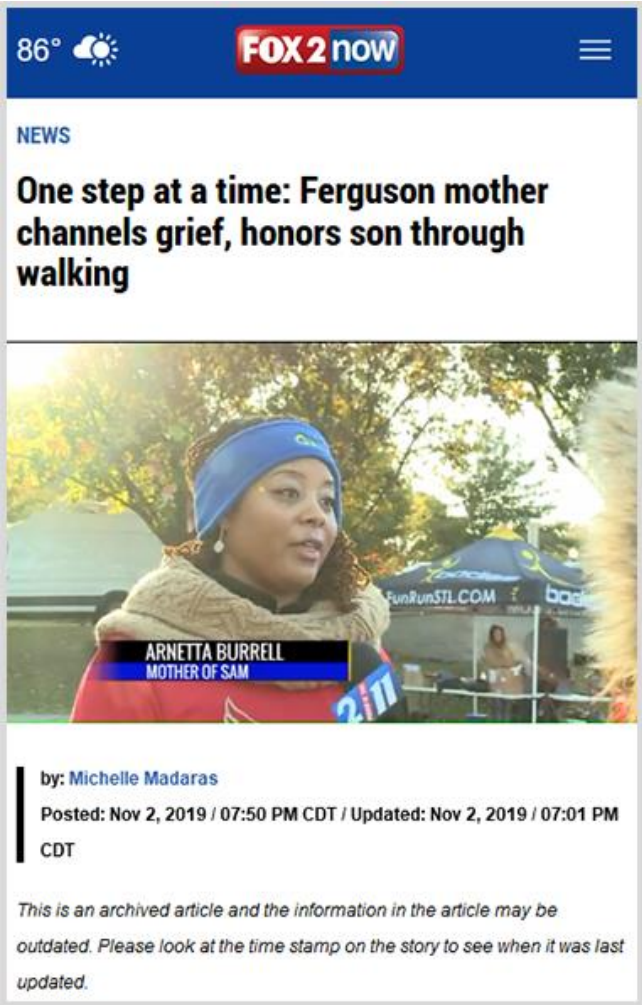 86°
FOX 2 now
NEWS
One step at a time: Ferguson mother
channels grief, honors son through
walking
FunRunSTL.COM
ARNETTA BURRELL
MOTHER OF SAM
2 11
by: Michelle Madaras
Posted: Nov 2, 2019 / 07:50 PM CDT / Updated: Nov 2, 2019 / 07:01 PM
CDT
This is an archived article and the information in the article may be
outdated. Please look at the time stamp on the story to see when it was last
updated.